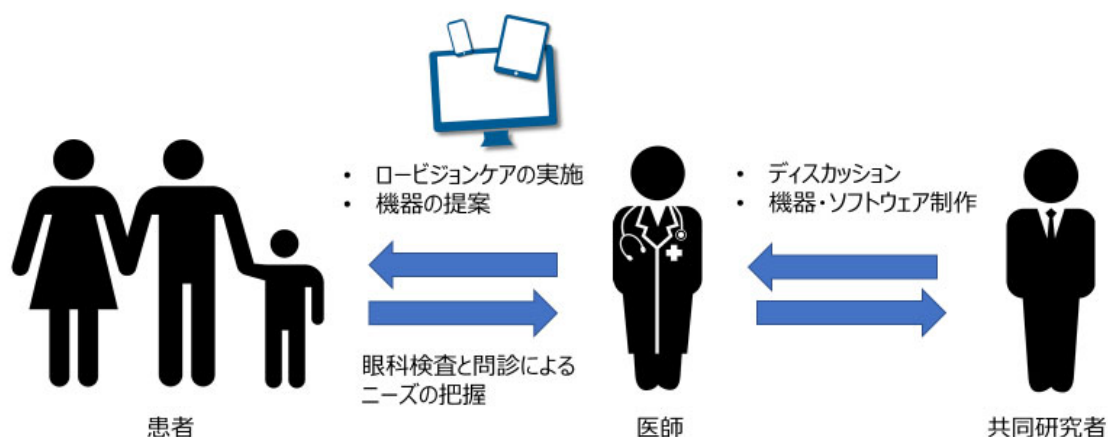 • ロービジョンケアの実施
• 機器の提案
• ディスカッション
• 機器・ソフトウェア制作
眼科検査と問診による
ニーズの把握
患者
医師
共同研究者